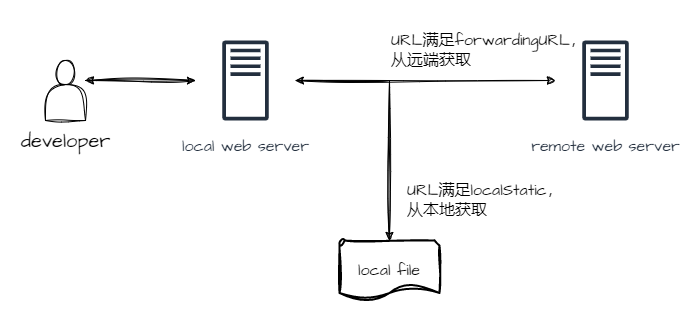 URL满足forwardingURL,
从远端获取
developer
local web server
remote web server
URL满足localStatic,
从本地获取
local file